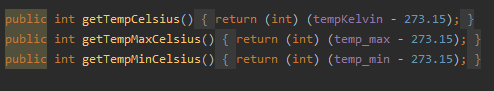 public int getTempCelsius() { return (int) (tempKelvin - 273.15); }
public int getTempMaxCelsius() { return (int) (temp_max - 273.15); }
public int getTempMinCelsius() { return (int) (temp_min - 273.15); }